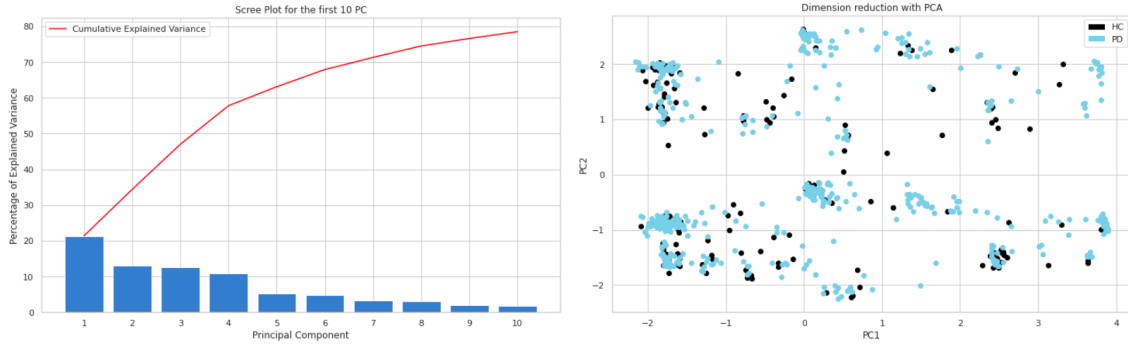 Scree Plot for the first 10 PC
Cumulative Explained Variance
Percentage of Explained Variance
80
70
60
50
40
30
20
10
0
1 2 3 4 5 6 7 8 9 10
Principal Component
Dimension reduction with PCA
HC
PD
PC2
2
1
0
−1
−2
−2 −1 0 1 2 3 4
PC1